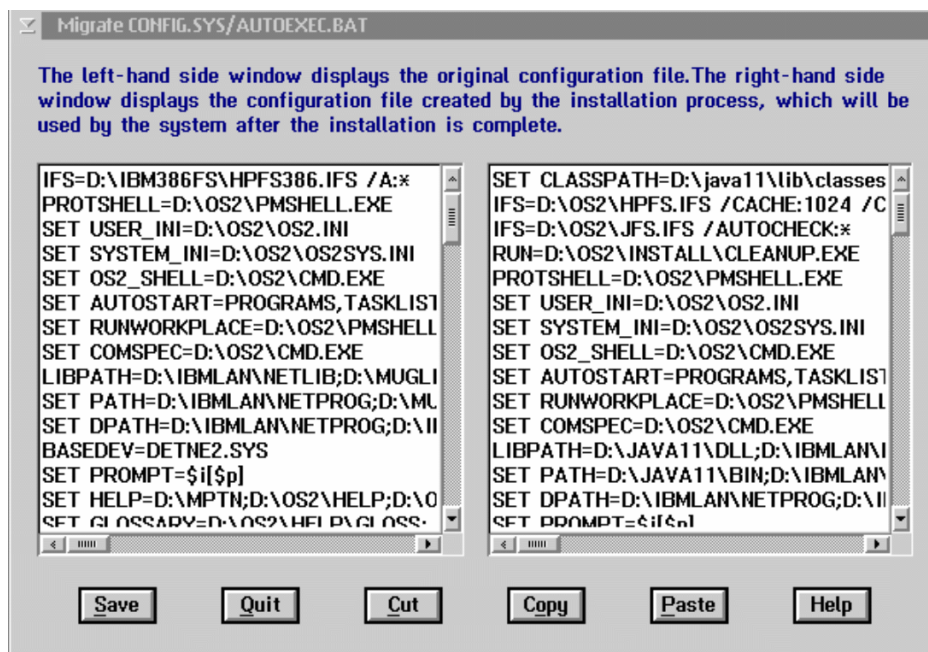 Migrate CONFIG.SYS/AUTOEXEC.BAT
The left-hand side window displays the original configuration file.The right-hand side
window displays the configuration file created by the installation process, which will be
used by the system after the installation is complete.
IFS=D:\IBM386FS\HPFS386.IFS /A:*
PROTSHELL=D:\OS2\PMSHELL.EXE
SET USER_INI=D:\OS2\OS2.INI
SET SYSTEM_INI=D:\OS2\OS2SYS.INI
SET OS2_SHELL=D:\OS2\CMD.EXE
SET AUTOSTART=PROGRAMS,TASKLIST
SET RUNWORKPLACE=D:\OS2\PMSHELL
SET COMSPEC=D:\OS2\CMD.EXE
LIBPATH=D:\IBMLAN\NETLIB;D:\MUGLI
SET PATH=D:\IBMLAN\NETPROG;D:\MU
SET DPATH=D:\IBMLAN\NETPROG;D:\I
BASEDEV=DETNE2.SYS
SET PROMPT=$i[$p]
SET HELP=D:\MPTN;D:\OS2\HELP;D:\O
SET GLOSSARY=D:\OS2\HELP\GLOSS;
SET CLASSPATH=D:\java11\lib\classes
IFS=D:\OS2\HPFS.IFS /CACHE:1024 /C
IFS=D:\OS2\JFS.IFS /AUTOCHECK:*
RUN=D:\OS2\INSTALL\CLEANUP.EXE
PROTSHELL=D:\OS2\PMSHELL.EXE
SET USER_INI=D:\OS2\OS2.INI
SET SYSTEM_INI=D:\OS2\OS2SYS.INI
SET OS2_SHELL=D:\OS2\CMD.EXE
SET AUTOSTART=PROGRAMS,TASKLIST
SET RUNWORKPLACE=D:\OS2\PMSHELL
SET COMSPEC=D:\OS2\CMD.EXE
LIBPATH=D:\JAVA11\DLL;D:\IBMLAN\
SET PATH=D:\JAVA11\BIN;D:\IBMLAN\
SET DPATH=D:\IBMLAN\NETPROG;D:\I
SET PROMPT=$i[$p]
Save Quit Cut Copy Paste Help